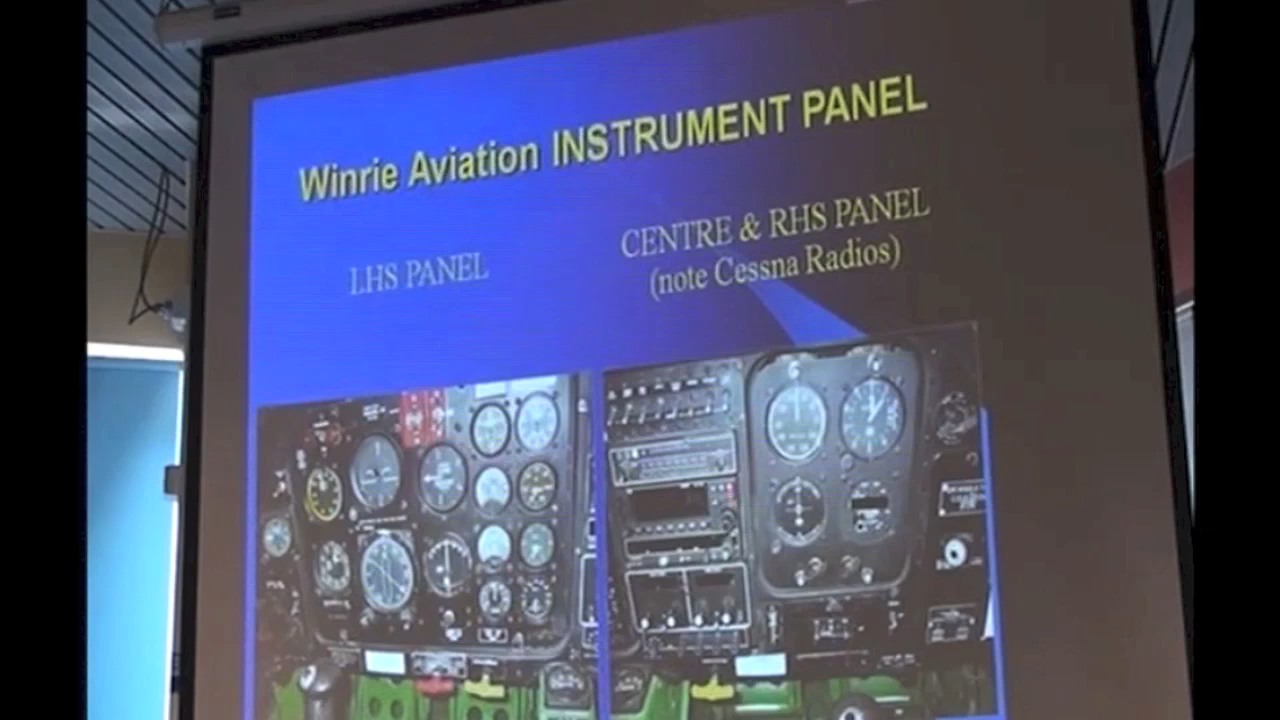 Winrie Aviation INSTRUMENT PANEL
LHS PANEL
CENTRE & RHS PANEL
(note Cessna Radios)